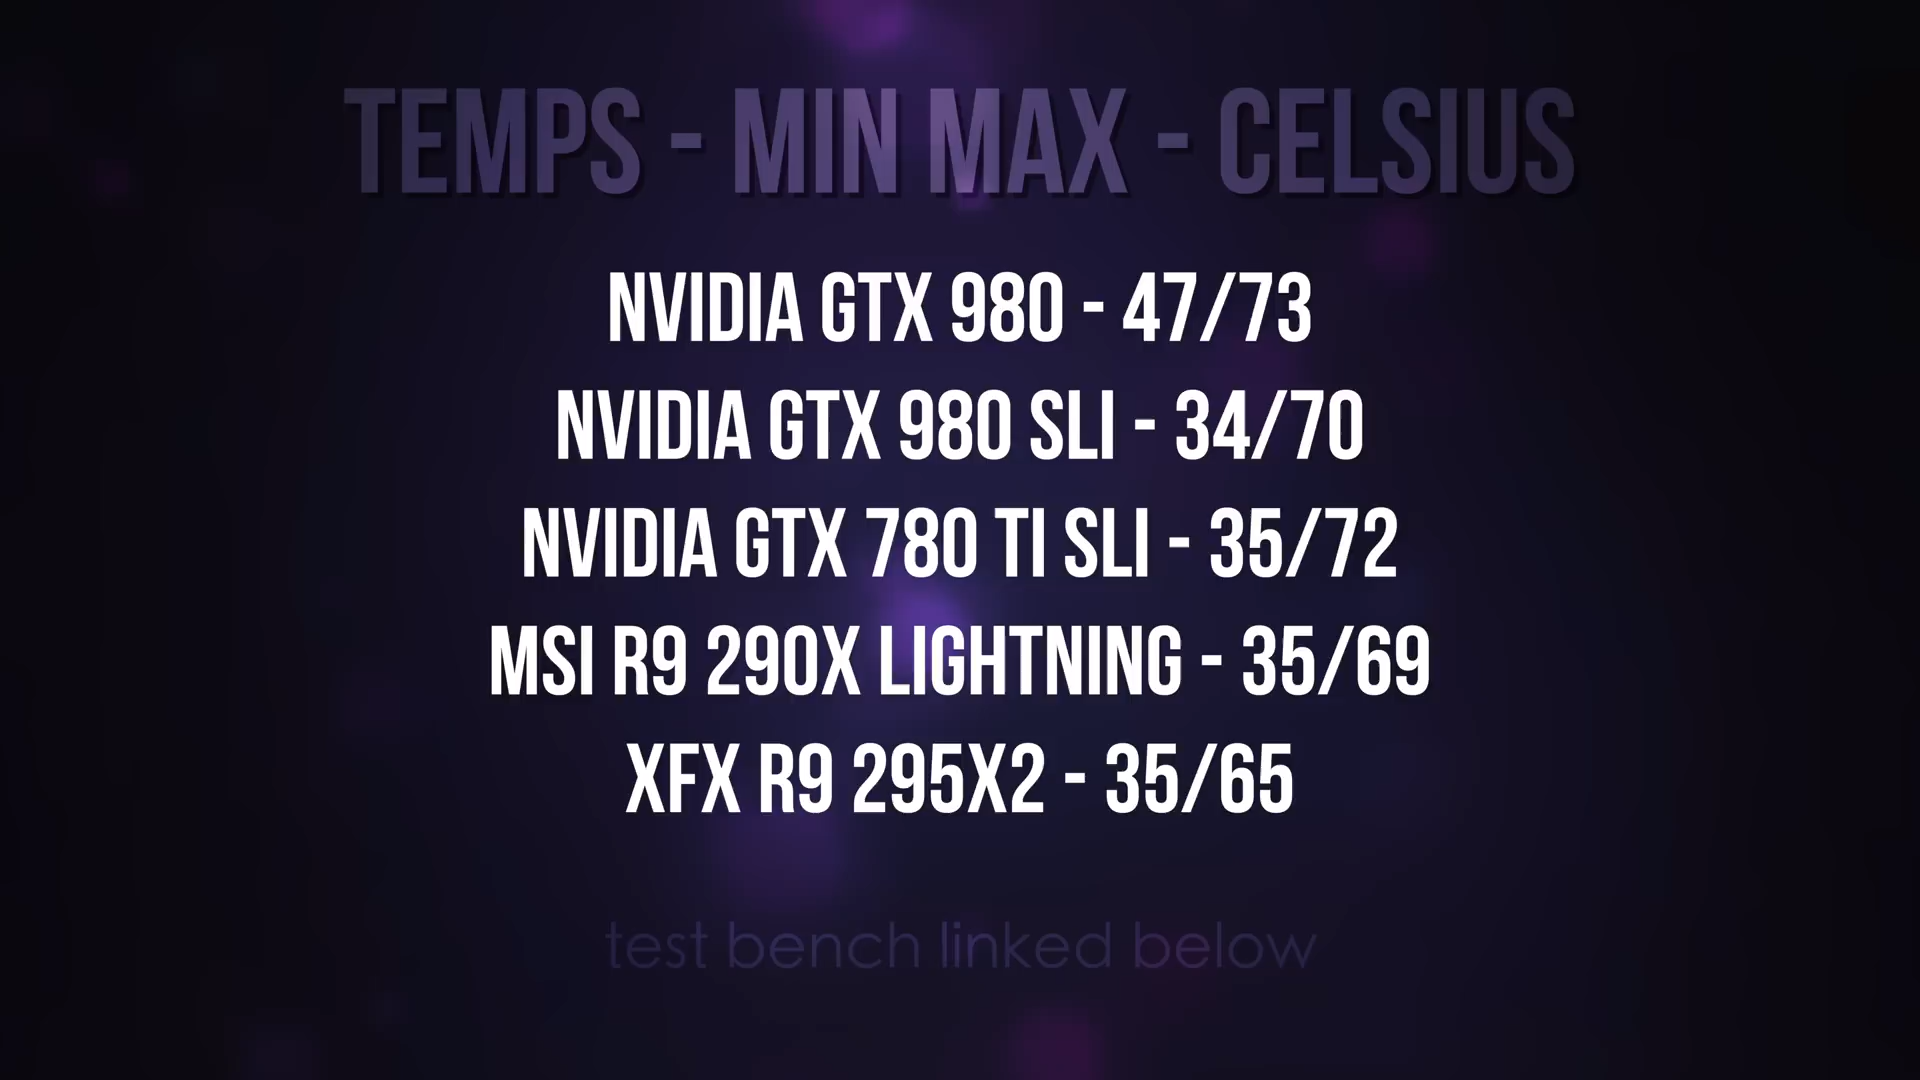 TEMPS - MIN MAX - CELSIUS
NVIDIA GTX 980 - 47/73
NVIDIA GTX 980 SLI - 34/70
NVIDIA GTX 780 TI SLI - 35/72
MSI R9 290X LIGHTNING - 35/69
XFX R9 295X2 - 35/65
test bench linked below